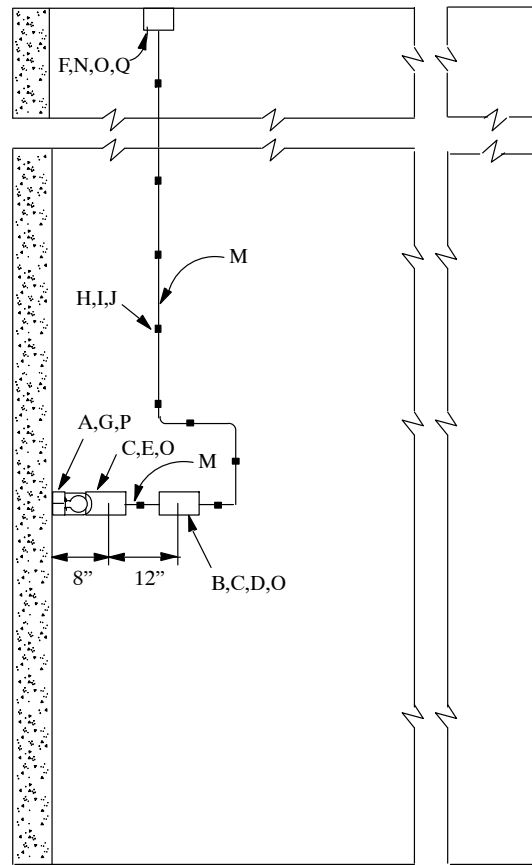 F,N,O,Q
M
H,I,J
A,G,P
C,E,O
M
8”
12”
B,C,D,O